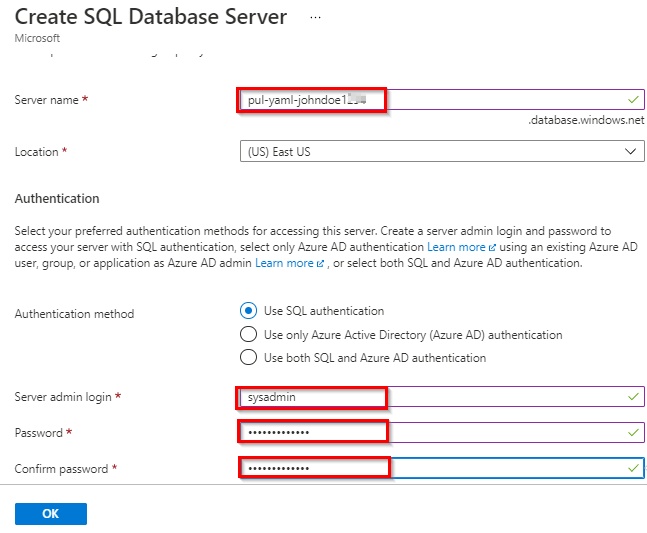 Create SQL Database Server ...
Microsoft
Server name *
pul-yaml-johndoe1234
.database.windows.net
Location *
(US) East US
Authentication
Select your preferred authentication methods for accessing this server. Create a server admin login and password to
access your server with SQL authentication, select only Azure AD authentication Learn more using an existing Azure AD
user, group, or application as Azure AD admin Learn more , or select both SQL and Azure AD authentication.
Authentication method
Use SQL authentication
Use only Azure Active Directory (Azure AD) authentication
Use both SQL and Azure AD authentication
Server admin login *
sysadmin
Password *
•••••••••••••
Confirm password *
•••••••••••••
OK